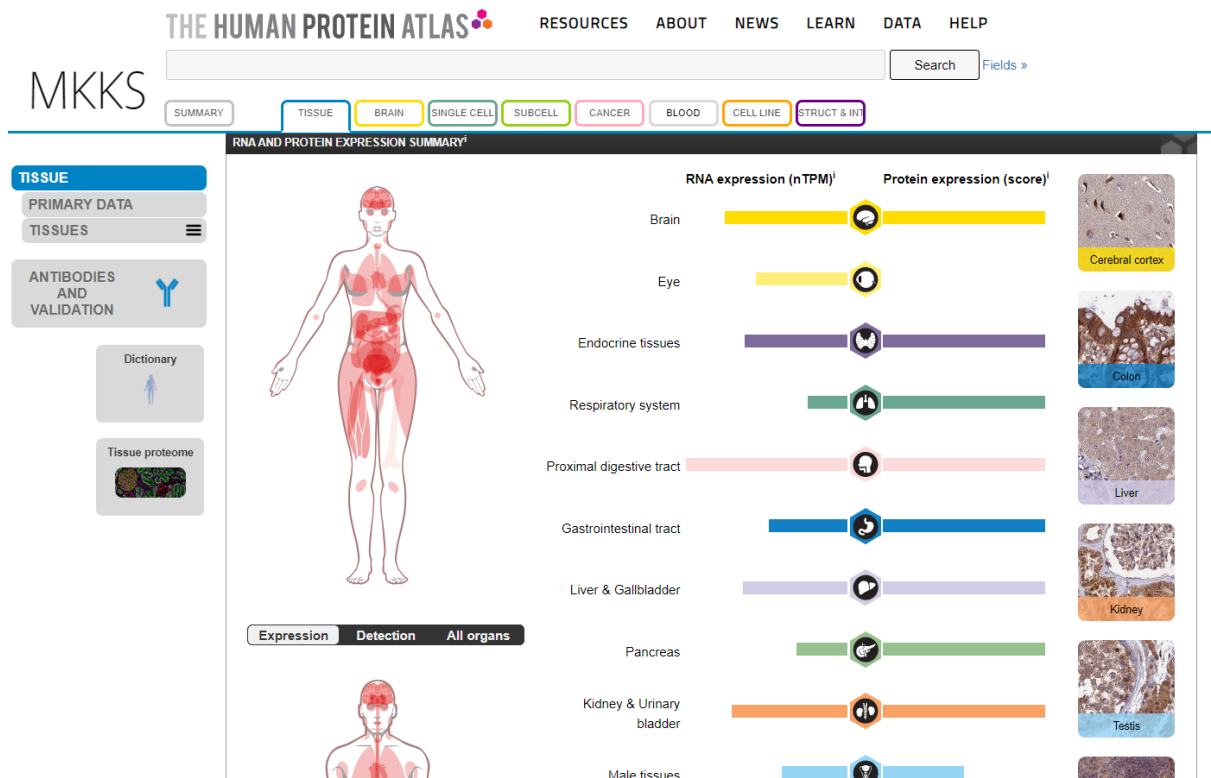 THE HUMAN PROTEIN ATLAS
RESOURCES ABOUT NEWS LEARN DATA HELP
Search Fields »
MKKS
SUMMARY TISSUE BRAIN SINGLE CELL SUBCELL CANCER BLOOD CELL LINE STRUCT & INT
RNA AND PROTEIN EXPRESSION SUMMARYi
TISSUE
PRIMARY DATA
TISSUES
ANTIBODIES
AND
VALIDATION
Dictionary
Tissue proteome
Expression Detection All organs
RNA expression (nTPM)i Protein expression (score)i
Brain
Eye
Endocrine tissues
Respiratory system
Proximal digestive tract
Gastrointestinal tract
Liver & Gallbladder
Pancreas
Kidney & Urinary
bladder
Male tissues
Cerebral cortex
Colon
Liver
Kidney
Testis